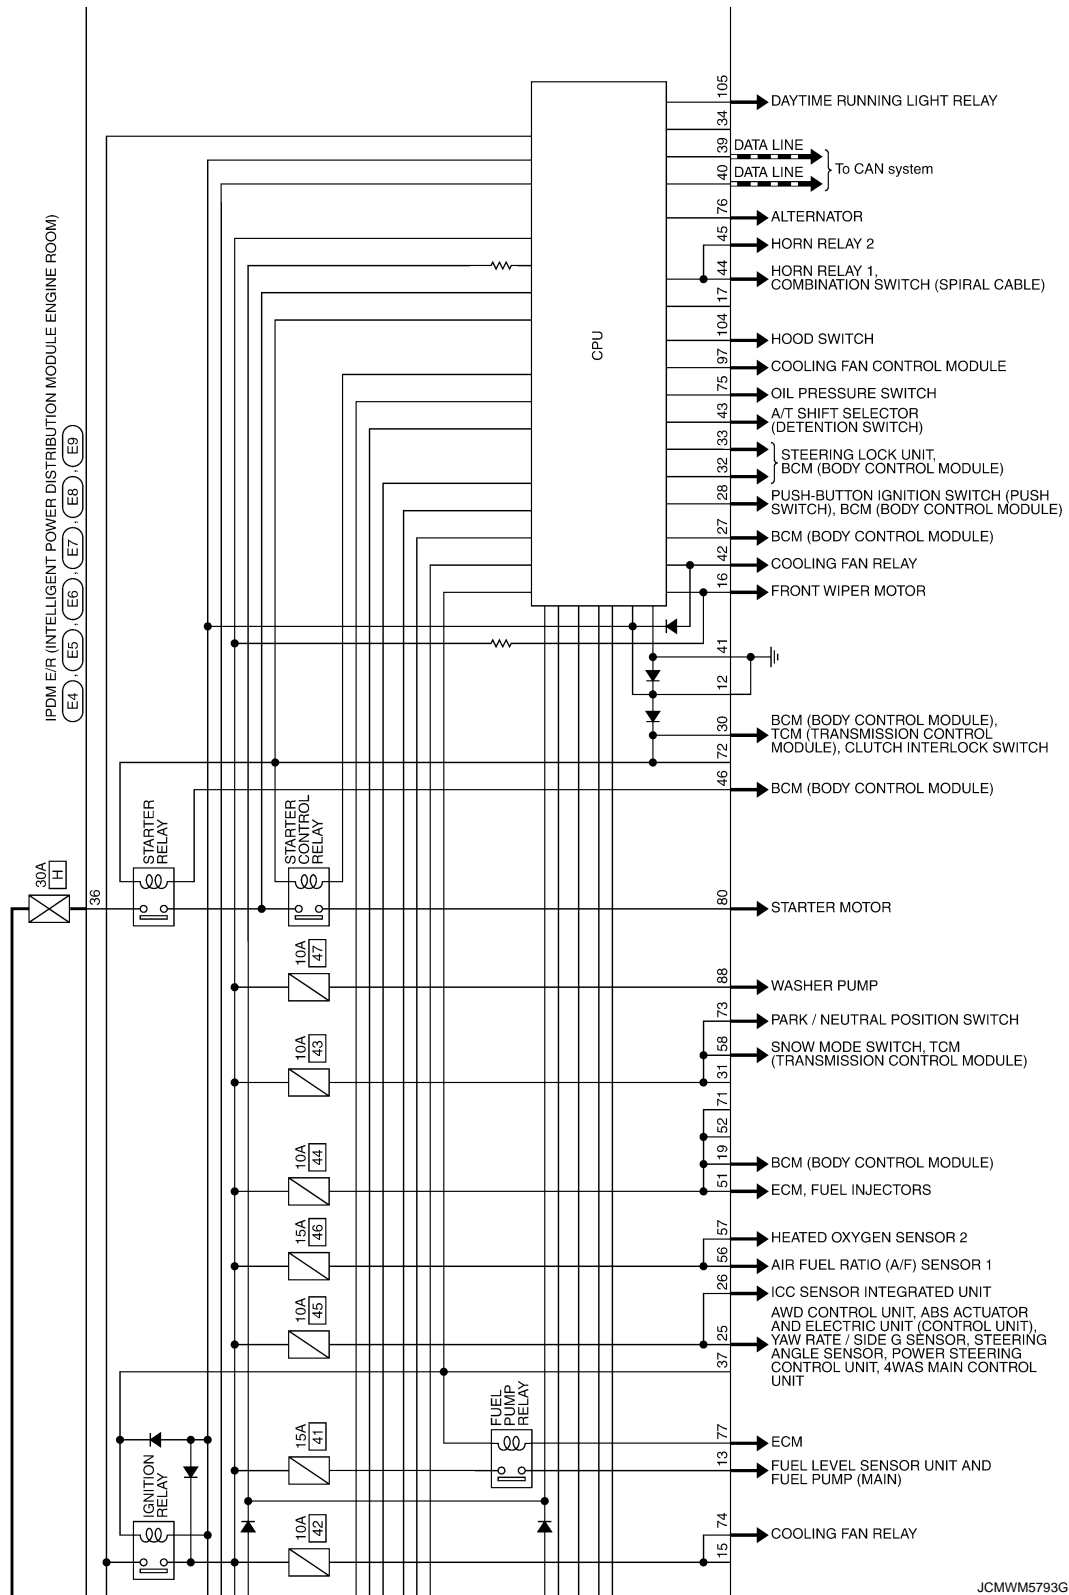 105
DAYTIME RUNNING LIGHT RELAY
34
39
DATA LINE
40
DATA LINE
To CAN system
76
ALTERNATOR
45
HORN RELAY 2
44
HORN RELAY 1,
COMBINATION SWITCH (SPIRAL CABLE)
17
104
HOOD SWITCH
CPU
97
COOLING FAN CONTROL MODULE
75
OIL PRESSURE SWITCH
43
A/T SHIFT SELECTOR
(DETENTION SWITCH)
33
32
STEERING LOCK UNIT,
BCM (BODY CONTROL MODULE)
28
PUSH-BUTTON IGNITION SWITCH (PUSH
SWITCH), BCM (BODY CONTROL MODULE)
27
BCM (BODY CONTROL MODULE)
42
COOLING FAN RELAY
16
FRONT WIPER MOTOR
IPDM E/R (INTELLIGENT POWER DISTRIBUTION MODULE ENGINE ROOM)
E4 , E5 , E6 , E7 , E8 , E9
41
12
30
BCM (BODY CONTROL MODULE),
TCM (TRANSMISSION CONTROL
MODULE), CLUTCH INTERLOCK SWITCH
72
46
BCM (BODY CONTROL MODULE)
STARTER
RELAY
STARTER
CONTROL
RELAY
30A
H
36
80
STARTER MOTOR
10A
47
88
WASHER PUMP
73
PARK / NEUTRAL POSITION SWITCH
10A
43
58
SNOW MODE SWITCH, TCM
(TRANSMISSION CONTROL MODULE)
31
71
52
10A
44
19
BCM (BODY CONTROL MODULE)
51
ECM, FUEL INJECTORS
15A
46
57
HEATED OXYGEN SENSOR 2
56
AIR FUEL RATIO (A/F) SENSOR 1
26
ICC SENSOR INTEGRATED UNIT
10A
45
25
AWD CONTROL UNIT, ABS ACTUATOR
AND ELECTRIC UNIT (CONTROL UNIT),
YAW RATE / SIDE G SENSOR, STEERING
ANGLE SENSOR, POWER STEERING
CONTROL UNIT, 4WAS MAIN CONTROL
UNIT
37
FUEL
PUMP
RELAY
15A
41
77
ECM
13
FUEL LEVEL SENSOR UNIT AND
FUEL PUMP (MAIN)
IGNITION
RELAY
10A
42
74
COOLING FAN RELAY
15
JCMWM5793G